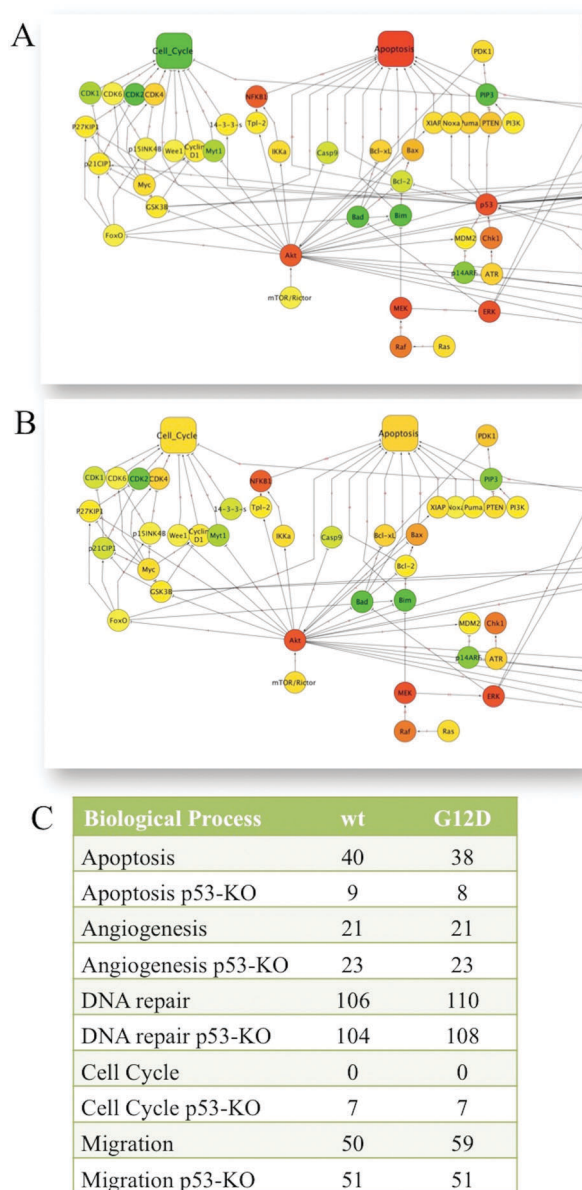 A
Cell_Cycle
Apoptosis
PDK1
CDK1
CDK6
CDK2
CDK4
NFKB1
PIP3
P27KIP1
p15INK4B
Wee1
Cyclin D1
Myt1
14-3-3-s
Tpl-2
IKKa
Casp9
Bcl-xL
Bax
XIAP
Noxa
Puma
PTEN
PI3K
p21CIP1
Myc
GSK3B
Bcl-2
FoxO
Bad
Bim
p53
Akt
MDM2
Chk1
p14ARF
ATR
mTOR/Rictor
MEK
ERK
Raf
Ras
B
Cell_Cycle
Apoptosis
PDK1
CDK1
CDK6
CDK2
CDK4
NFKB1
PIP3
P27KIP1
p15INK4B
Wee1
Cyclin D1
Myt1
14-3-3-s
Tpl-2
IKKa
Casp9
Bcl-xL
Bax
XIAP
Puma
PTEN
PI3K
p21CIP1
Myc
GSK3B
Bcl-2
FoxO
Bad
Bim
Akt
MDM2
Chk1
p14ARF
ATR
mTOR/Rictor
MEK
ERK
Raf
Ras
C
Biological Process wt G12D
Apoptosis 40 38
Apoptosis p53-KO 9 8
Angiogenesis 21 21
Angiogenesis p53-KO 23 23
DNA repair 106 110
DNA repair p53-KO 104 108
Cell Cycle 0 0
Cell Cycle p53-KO 7 7
Migration 50 59
Migration p53-KO 51 51